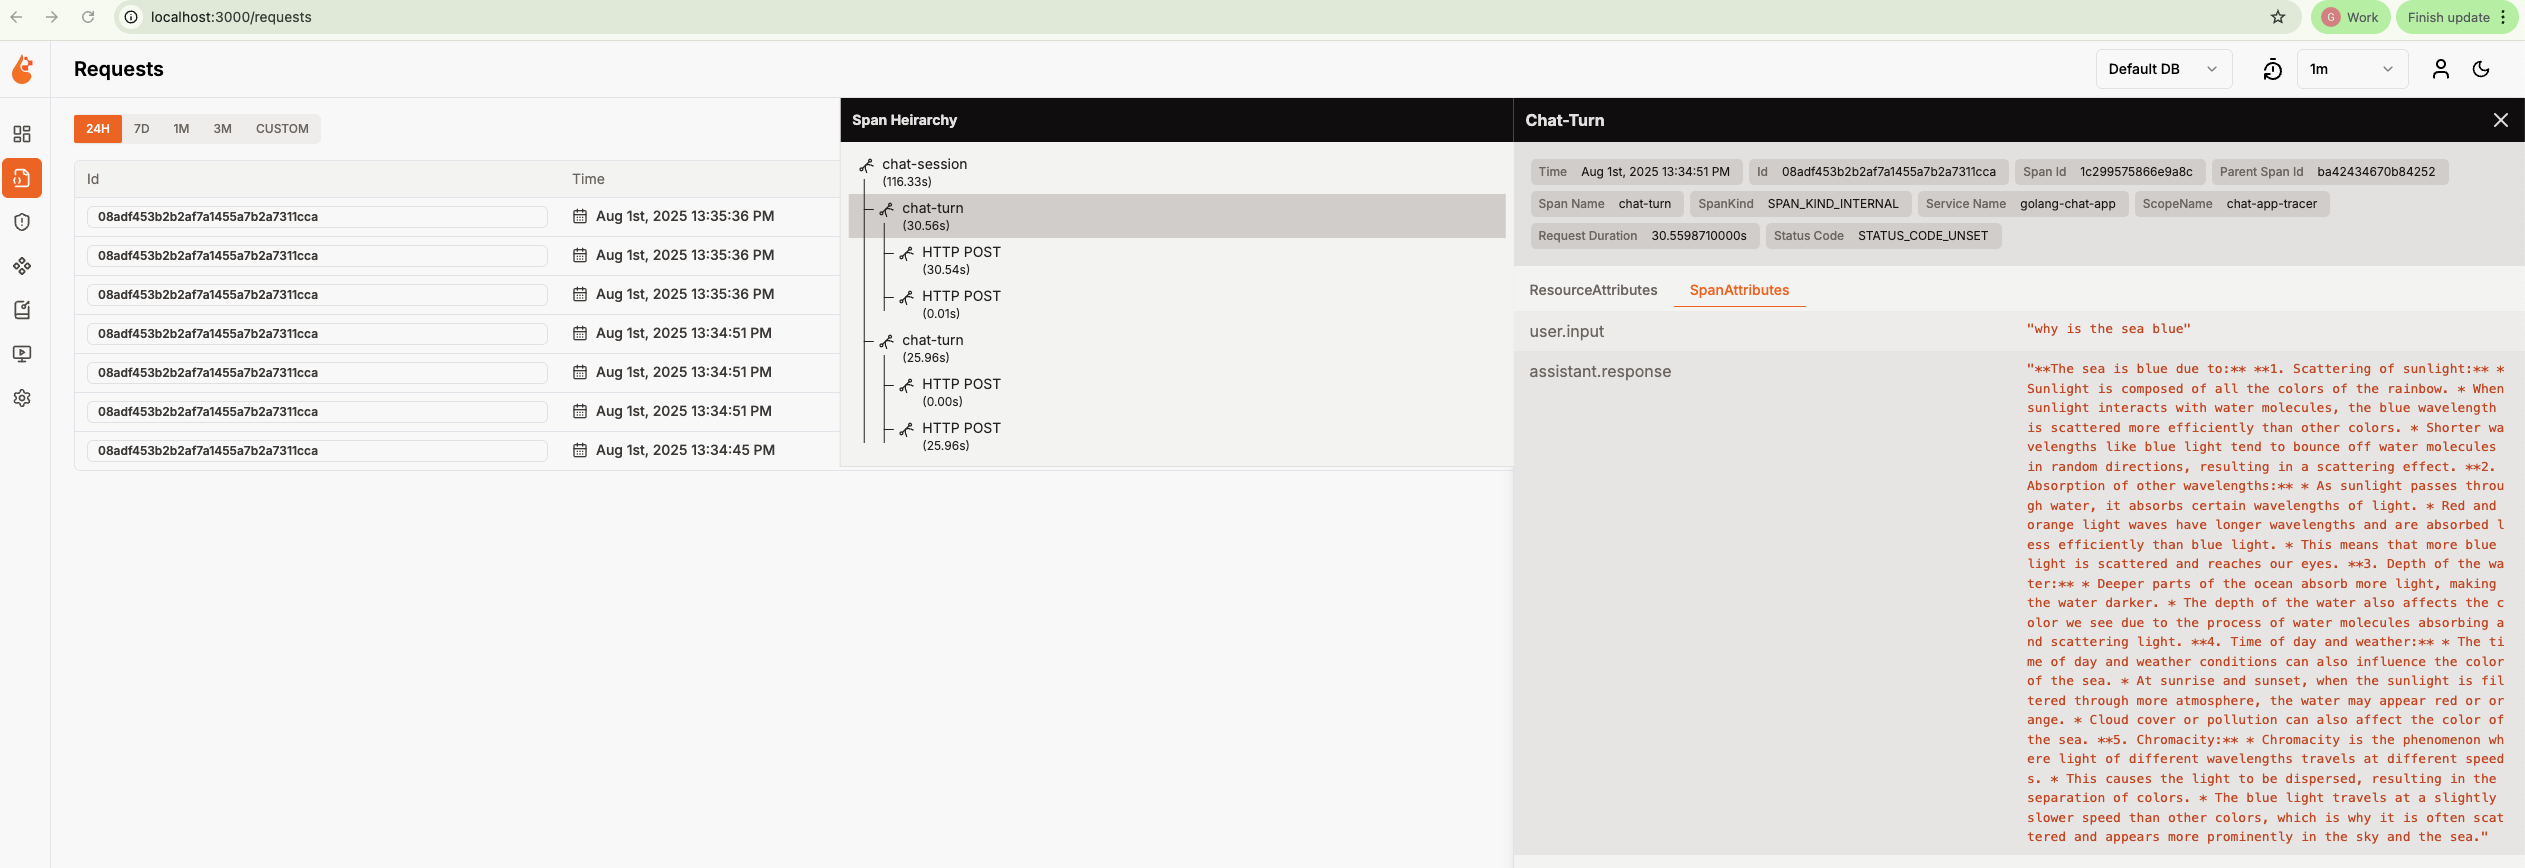 localhost:3000/requests
G Work
Finish update
Requests
Default DB
1m
24H 7D 1M 3M CUSTOM
Id Time
08adf453b2b2af7a1455a7b2a7311cca Aug 1st, 2025 13:35:36 PM
08adf453b2b2af7a1455a7b2a7311cca Aug 1st, 2025 13:35:36 PM
08adf453b2b2af7a1455a7b2a7311cca Aug 1st, 2025 13:35:36 PM
08adf453b2b2af7a1455a7b2a7311cca Aug 1st, 2025 13:34:51 PM
08adf453b2b2af7a1455a7b2a7311cca Aug 1st, 2025 13:34:51 PM
08adf453b2b2af7a1455a7b2a7311cca Aug 1st, 2025 13:34:51 PM
08adf453b2b2af7a1455a7b2a7311cca Aug 1st, 2025 13:34:45 PM
Span Heirarchy
chat-session
(116.33s)
chat-turn
(30.56s)
HTTP POST
(30.54s)
HTTP POST
(0.01s)
chat-turn
(25.96s)
HTTP POST
(0.00s)
HTTP POST
(25.96s)
Chat-Turn
Time Aug 1st, 2025 13:34:51 PM Id 08adf453b2b2af7a1455a7b2a7311cca Span Id 1c299575866e9a8c Parent Span Id ba42434670b84252
Span Name chat-turn SpanKind SPAN_KIND_INTERNAL Service Name golang-chat-app ScopeName chat-app-tracer
Request Duration 30.5598710000s Status Code STATUS_CODE_UNSET
ResourceAttributes SpanAttributes
user.input "why is the sea blue"
assistant.response
"**The sea is blue due to:** **1. Scattering of sunlight:** *
Sunlight is composed of all the colors of the rainbow. * When
sunlight interacts with water molecules, the blue wavelength
is scattered more efficiently than other colors. * Shorter wa
velengths like blue light tend to bounce off water molecules
in random directions, resulting in a scattering effect. **2.
Absorption of other wavelengths:** * As sunlight passes throu
gh water, it absorbs certain wavelengths of light. * Red and
orange light waves have longer wavelengths and are absorbed l
ess efficiently than blue light. * This means that more blue
light is scattered and reaches our eyes. **3. Depth of the wa
ter:** * Deeper parts of the ocean absorb more light, making
the water darker. * The depth of the water also affects the c
olor we see due to the process of water molecules absorbing a
nd scattering light. **4. Time of day and weather:** * The ti
me of day and weather conditions can also influence the color
of the sea. * At sunrise and sunset, when the sunlight is fil
tered through more atmosphere, the water may appear red or or
ange. * Cloud cover or pollution can also affect the color of
the sea. **5. Chromacity:** * Chromacity is the phenomenon wh
ere light of different wavelengths travels at different speed
s. * This causes the light to be dispersed, resulting in the
separation of colors. * The blue light travels at a slightly
slower speed than other colors, which is why it is often scat
tered and appears more prominently in the sky and the sea."